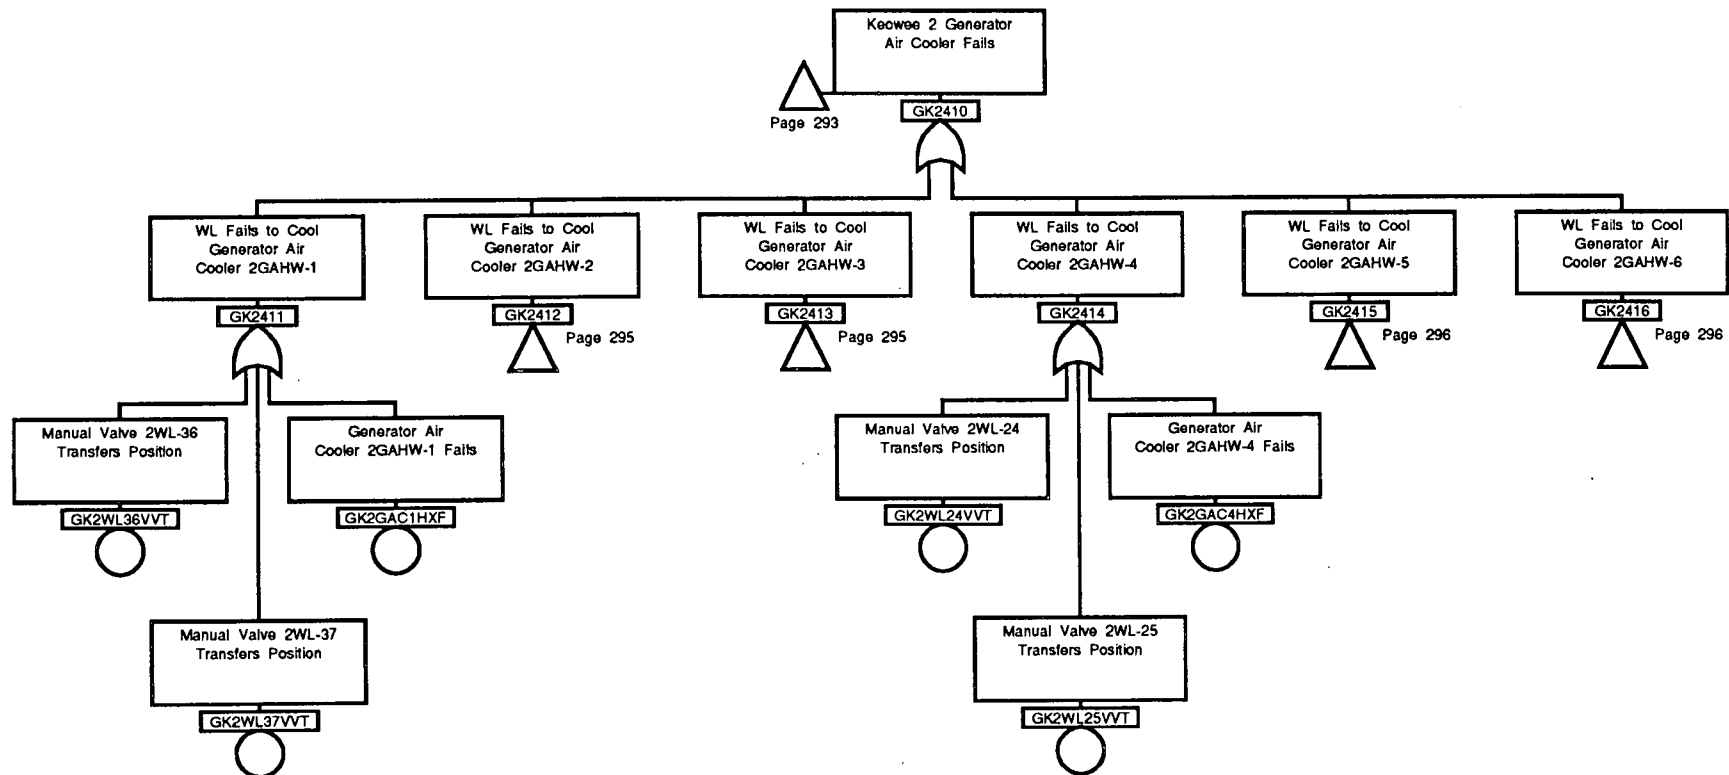 Keowee 2 Generator
Air Cooler Fails
Page 293
GK2410
WL Fails to Cool
Generator Air
Cooler 2GAHW-1
GK2411
WL Fails to Cool
Generator Air
Cooler 2GAHW-2
GK2412
Page 295
WL Fails to Cool
Generator Air
Cooler 2GAHW-3
GK2413
Page 295
WL Fails to Cool
Generator Air
Cooler 2GAHW-4
GK2414
WL Fails to Cool
Generator Air
Cooler 2GAHW-5
GK2415
Page 296
WL Fails to Cool
Generator Air
Cooler 2GAHW-6
GK2416
Page 296
Manual Valve 2WL-36
Transfers Position
GK2WL36VVT
Generator Air
Cooler 2GAHW-1 Fails
GK2GAC1HXF
Manual Valve 2WL-24
Transfers Position
GK2WL24VVT
Generator Air
Cooler 2GAHW-4 Fails
GK2GAC4HXF
Manual Valve 2WL-37
Transfers Position
GK2WL37VVT
Manual Valve 2WL-25
Transfers Position
GK2WL25VVT